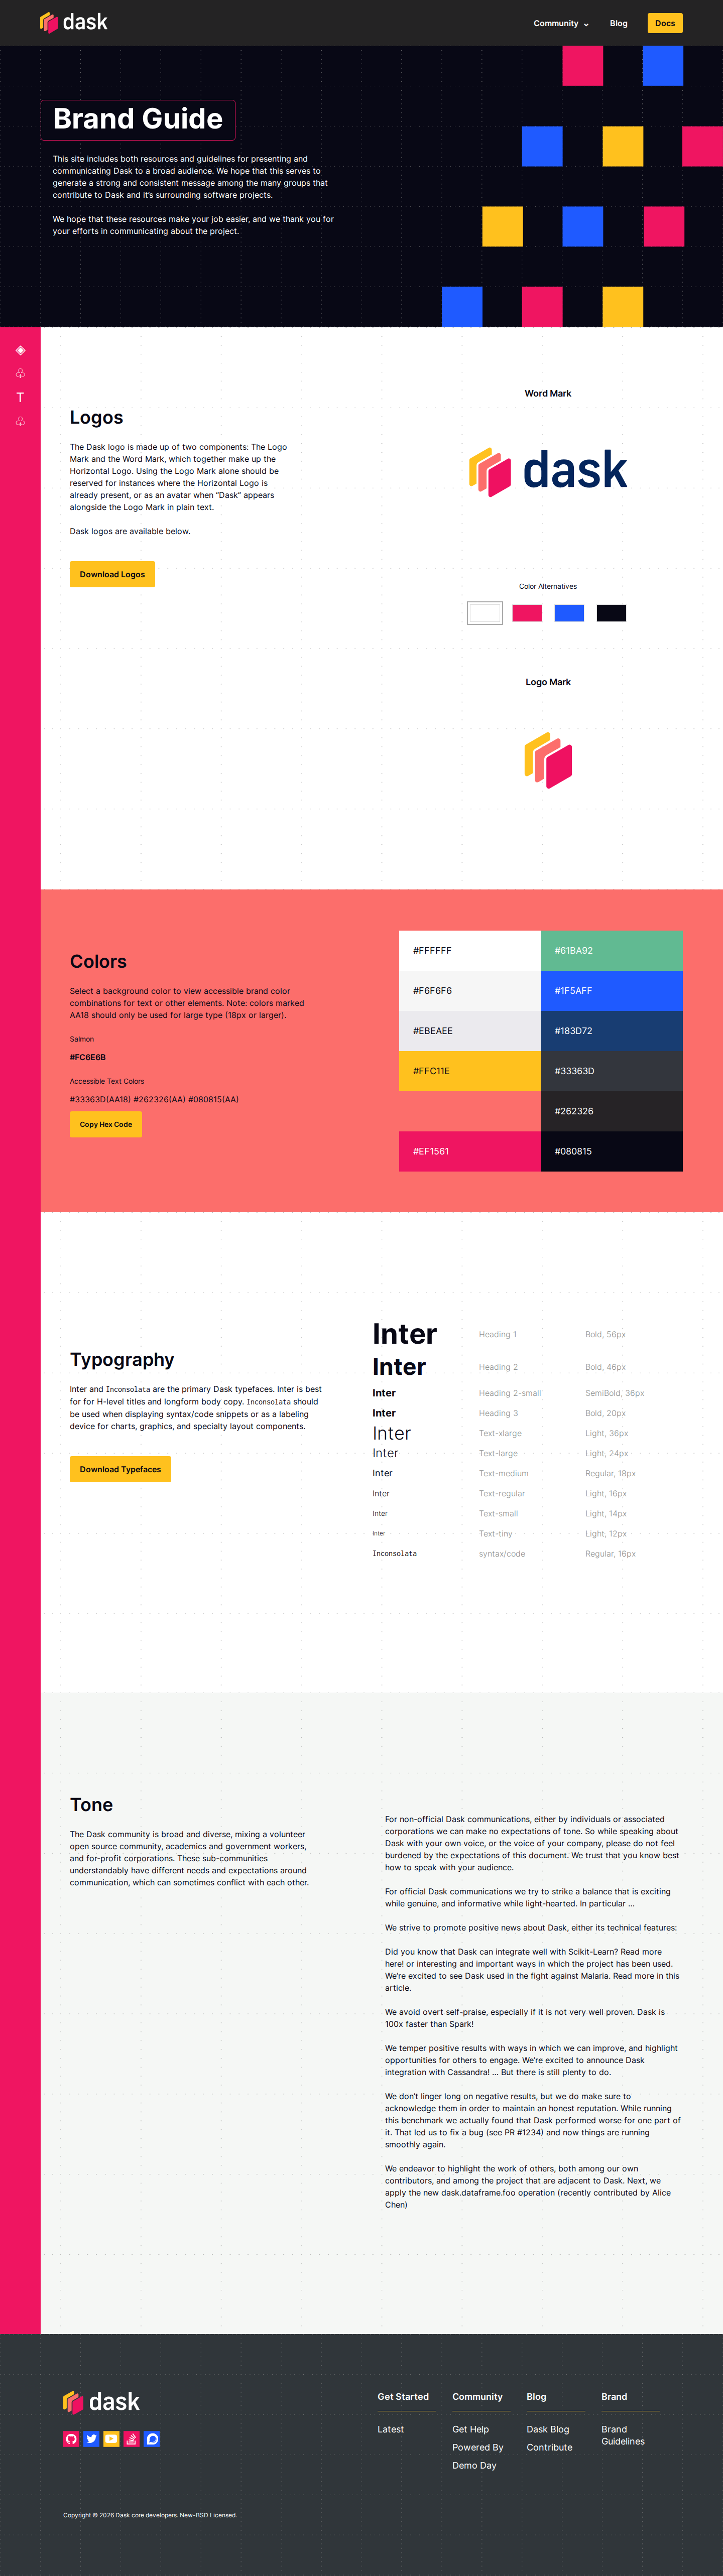 dask
Community
Blog
Docs
Brand Guide
This site includes both resources and guidelines for presenting and
communicating Dask to a broad audience. We hope that this serves to
generate a strong and consistent message among the many groups that
contribute to Dask and it's surrounding software projects.
We hope that these resources make your job easier, and we thank you for
your efforts in communicating about the project.
T
Logos
The Dask logo is made up of two components: The Logo
Mark and the Word Mark, which together make up the
Horizontal Logo. Using the Logo Mark alone should be
reserved for instances where the Horizontal Logo is
already present, or as an avatar when “Dask” appears
alongside the Logo Mark in plain text.
Dask logos are available below.
Download Logos
Word Mark
dask
Color Alternatives
Logo Mark
Colors
Select a background color to view accessible brand color
combinations for text or other elements. Note: colors marked
AA18 should only be used for large type (18px or larger).
Salmon
#FC6E6B
Accessible Text Colors
#33363D(AA18) #262326(AA) #080815(AA)
Copy Hex Code
#FFFFFF
#61BA92
#F6F6F6
#1F5AFF
#EBEAEE
#183D72
#FFC11E
#33363D
#262326
#EF1561
#080815
Typography
Inter and Inconsolata are the primary Dask typefaces. Inter is best
for for H-level titles and longform body copy. Inconsolata should
be used when displaying syntax/code snippets or as a labeling
device for charts, graphics, and specialty layout components.
Download Typefaces
Inter Heading 1 Bold, 56px
Inter Heading 2 Bold, 46px
Inter Heading 2-small SemiBold, 36px
Inter Heading 3 Bold, 20px
Inter Text-xlarge Light, 36px
Inter Text-large Light, 24px
Inter Text-medium Regular, 18px
Inter Text-regular Light, 16px
Inter Text-small Light, 14px
Inter Text-tiny Light, 12px
Inconsolata syntax/code Regular, 16px
Tone
The Dask community is broad and diverse, mixing a volunteer
open source community, academics and government workers,
and for-profit corporations. These sub-communities
understandably have different needs and expectations around
communication, which can sometimes conflict with each other.
For non-official Dask communications, either by individuals or associated
corporations we can make no expectations of tone. So while speaking about
Dask with your own voice, or the voice of your company, please do not feel
burdened by the expectations of this document. We trust that you know best
how to speak with your audience.
For official Dask communications we try to strike a balance that is exciting
while genuine, and informative while light-hearted. In particular ...
We strive to promote positive news about Dask, either its technical features:
Did you know that Dask can integrate well with Scikit-Learn? Read more
here! or interesting and important ways in which the project has been used.
We're excited to see Dask used in the fight against Malaria. Read more in this
article.
We avoid overt self-praise, especially if it is not very well proven. Dask is
100x faster than Spark!
We temper positive results with ways in which we can improve, and highlight
opportunities for others to engage. We're excited to announce Dask
integration with Cassandra! ... But there is still plenty to do.
We don't linger long on negative results, but we do make sure to
acknowledge them in order to maintain an honest reputation. While running
this benchmark we actually found that Dask performed worse for one part of
it. That led us to fix a bug (see PR #1234) and now things are running
smoothly again.
We endeavor to highlight the work of others, both among our own
contributors, and among the project that are adjacent to Dask. Next, we
apply the new dask.dataframe.foo operation (recently contributed by Alice
Chen)
dask
Get Started
Latest
Community
Get Help
Powered By
Demo Day
Blog
Dask Blog
Contribute
Brand
Brand
Guidelines
Copyright © 2026 Dask core developers. New-BSD Licensed.